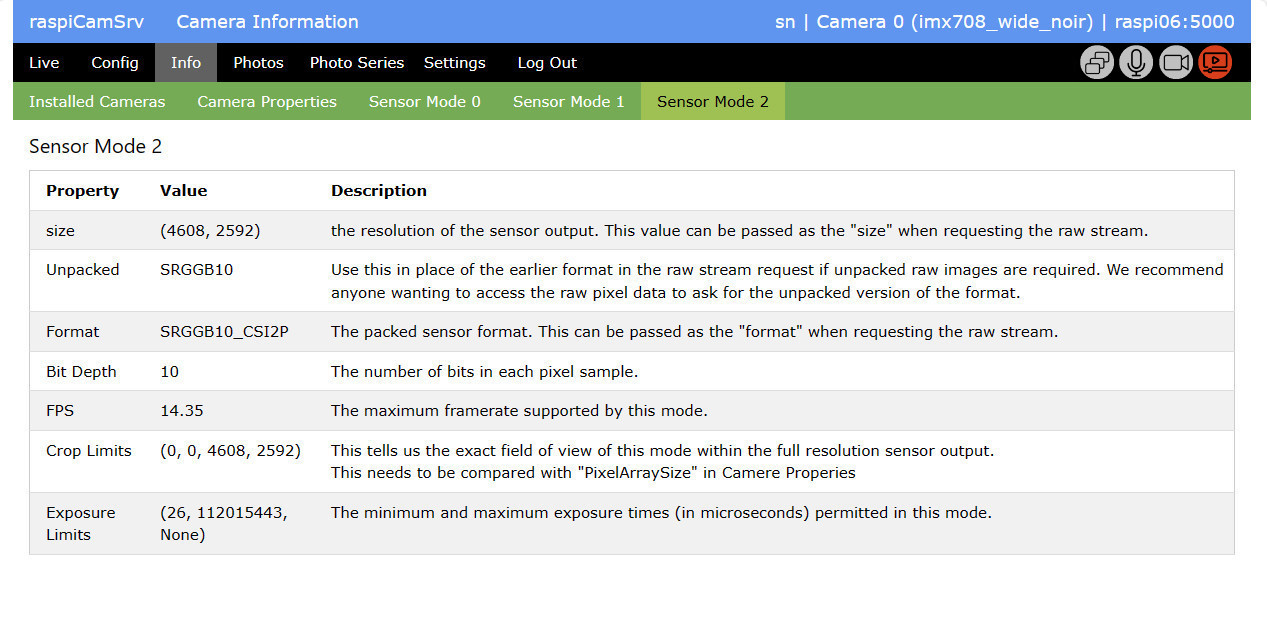 raspiCamSrv Camera Information sn | Camera 0 (imx708_wide_noir) | raspi06:5000
Live Config Info Photos Photo Series Settings Log Out
Installed Cameras Camera Properties Sensor Mode 0 Sensor Mode 1 Sensor Mode 2
Sensor Mode 2
Property Value Description
size (4608, 2592) the resolution of the sensor output. This value can be passed as the "size" when requesting the raw stream.
Unpacked SRGGB10 Use this in place of the earlier format in the raw stream request if unpacked raw images are required. We recommend
anyone wanting to access the raw pixel data to ask for the unpacked version of the format.
Format SRGGB10_CSI2P The packed sensor format. This can be passed as the "format" when requesting the raw stream.
Bit Depth 10 The number of bits in each pixel sample.
FPS 14.35 The maximum framerate supported by this mode.
Crop Limits (0, 0, 4608, 2592) This tells us the exact field of view of this mode within the full resolution sensor output.
This needs to be compared with "PixelArraySize" in Camere Properies
Exposure (26, 112015443, The minimum and maximum exposure times (in microseconds) permitted in this mode.
Limits None)